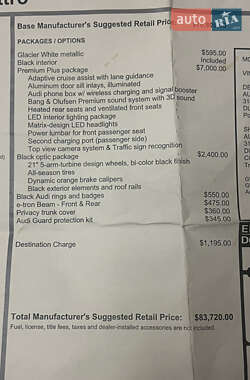 AUTO RIA.com
Base Manufacturer's Suggested Retail Price
PACKAGES / OPTIONS
Glacier White metallic $595.00
Black interior Included
Premium Plus package $7,000.00
Adaptive cruise assist with lane guidance
Aluminum door sill inlays, illuminated
Audi phone box w/ wireless charging and signal booster
Bang & Olufsen Premium sound system with 3D sound
Heated rear seats and ventilated front seats
LED interior lighting package
Matrix-design LED headlights
Power lumbar for front passenger seat
Second charging port (passenger side)
Top view camera system & Traffic sign recognition
Black optic package $2,400.00
21" 5-arm-turbine design wheels, bi-color black finish
All-season tires
Dynamic orange brake calipers
Black exterior elements and roof rails
Black Audi rings and badges $550.00
e-tron Beam - Front & Rear $475.00
Privacy trunk cover $360.00
Audi Guard protection kit $345.00
Destination Charge $1,195.00
Total Manufacturer's Suggested Retail Price: $83,720.00
Fuel, license, title fees, taxes and dealer-installed accessories are not included.